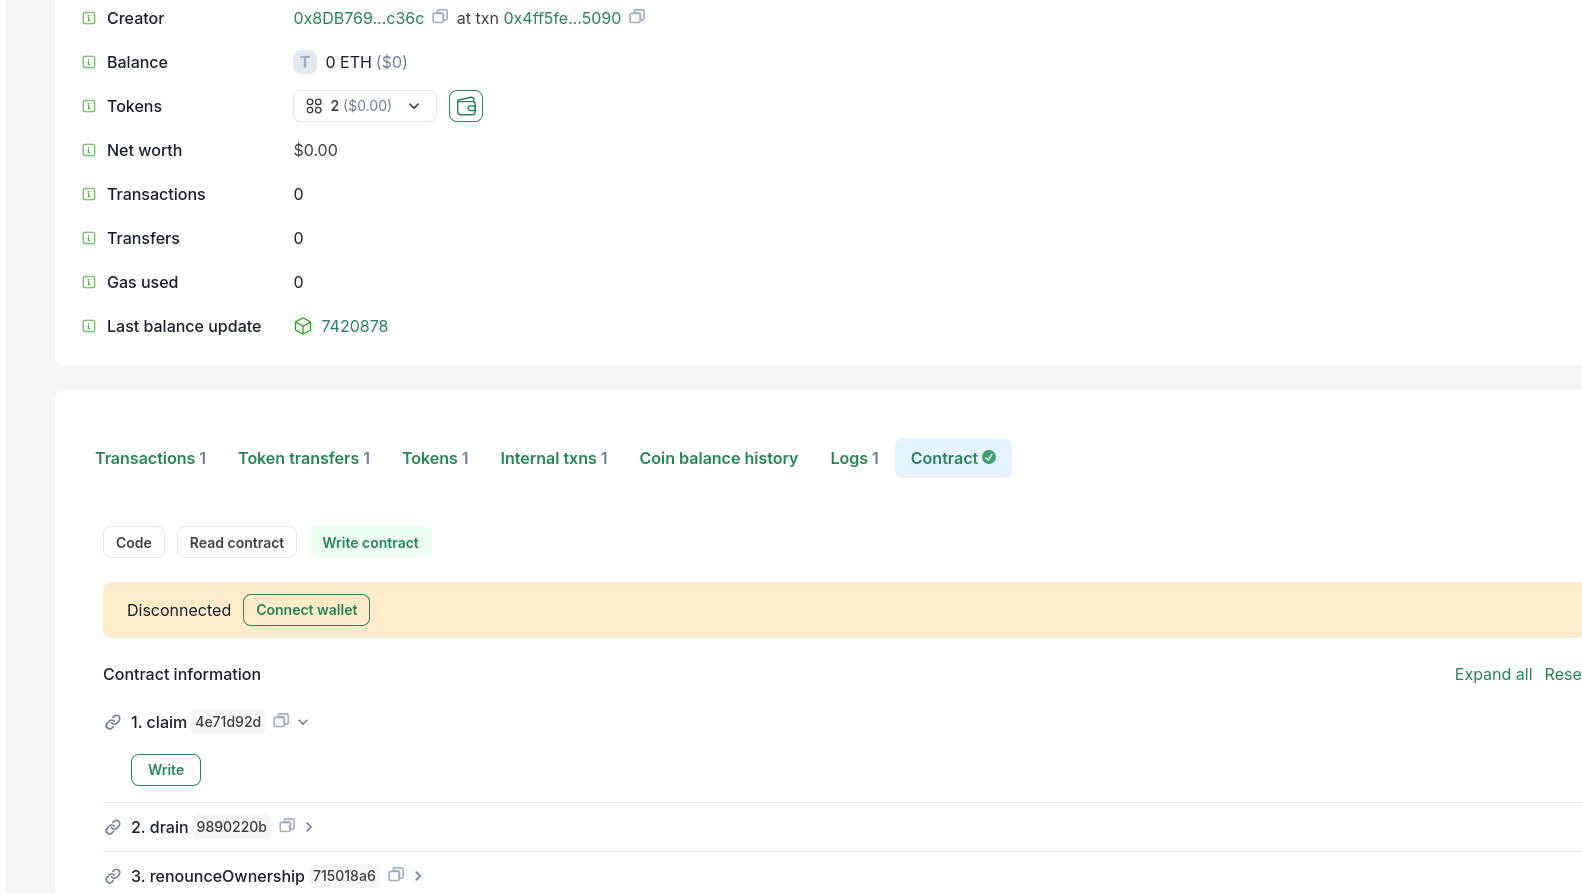 Creator 0x8DB769...c36c at txn 0x4ff5fe...5090
Balance T 0 ETH ($0)
Tokens 2 ($0.00)
Net worth $0.00
Transactions 0
Transfers 0
Gas used 0
Last balance update 7420878
Transactions 1 Token transfers 1 Tokens 1 Internal txns 1 Coin balance history Logs 1 Contract
Code Read contract Write contract
Disconnected Connect wallet
Contract information Expand all Rese
1. claim 4e71d92d
Write
2. drain 9890220b
3. renounceOwnership 715018a6